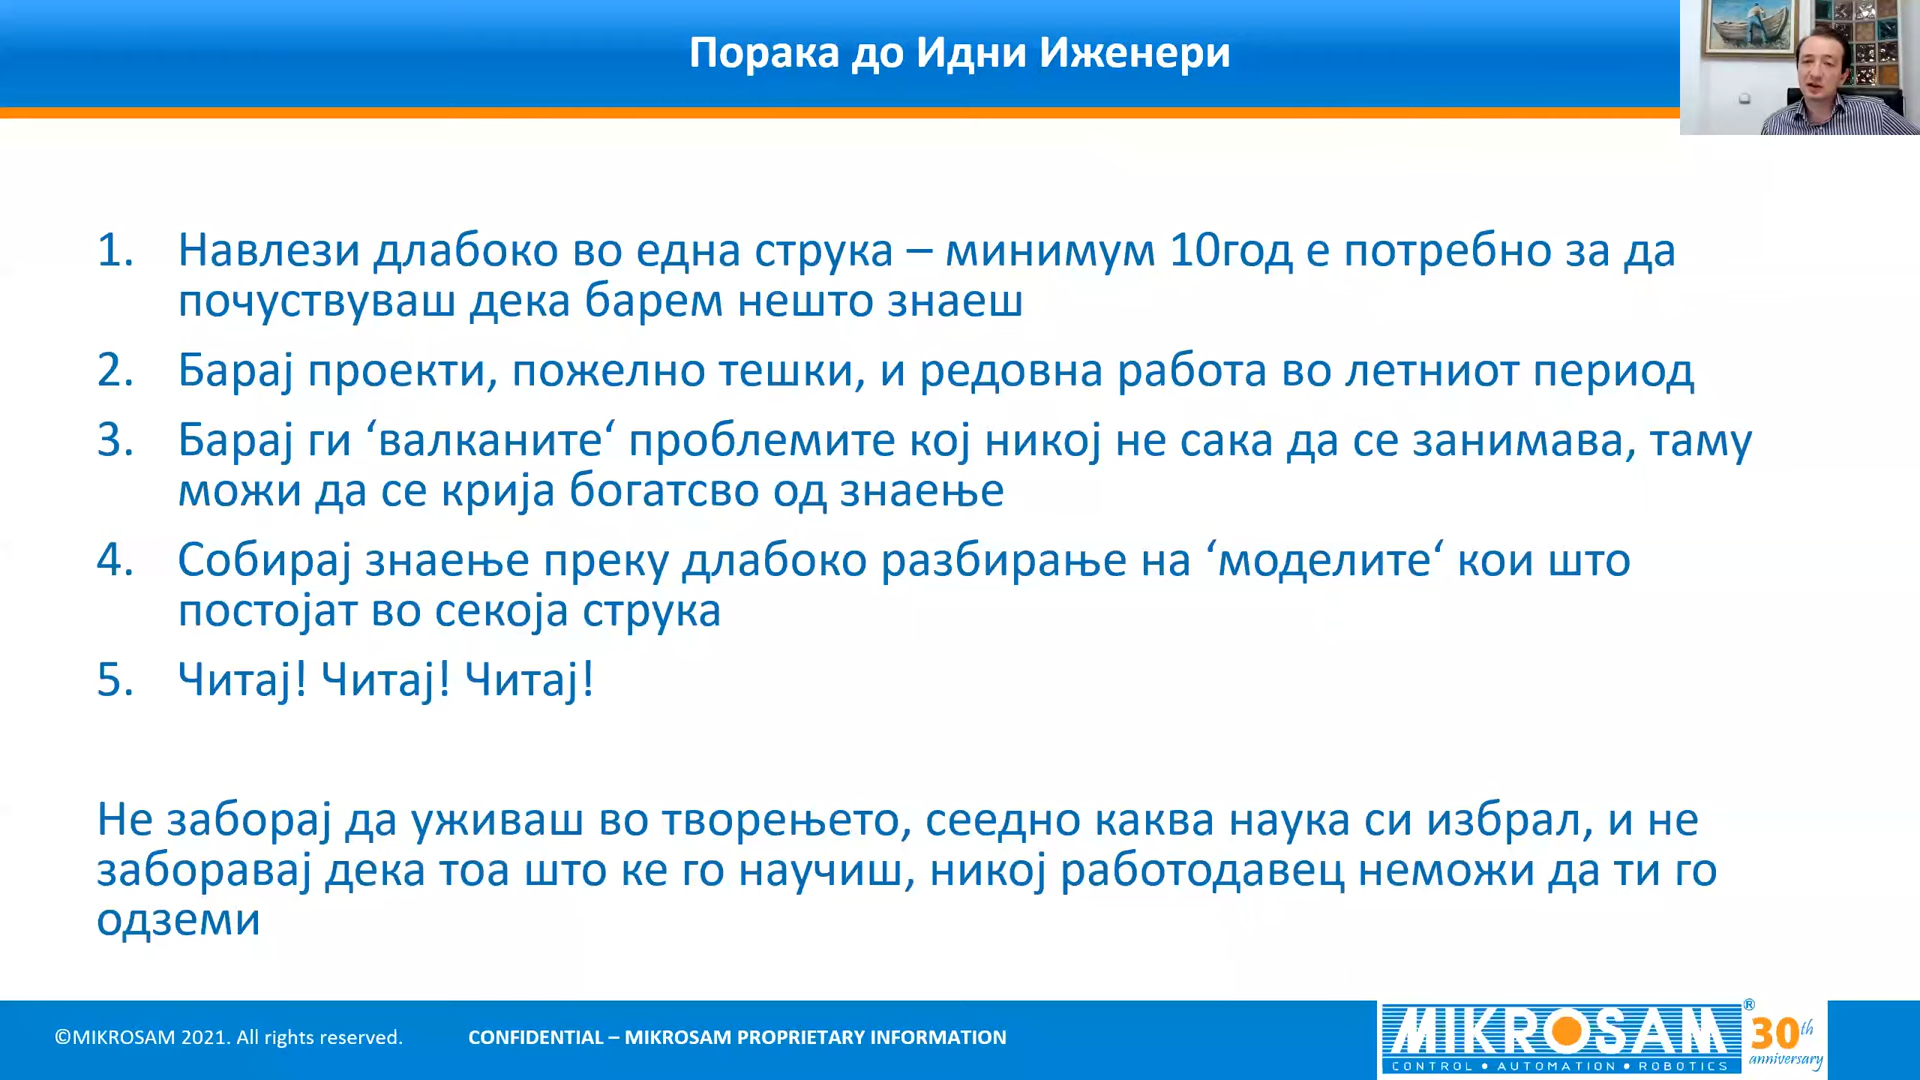 Порака до Идни Иженери
1. Навлези длабоко во една струка – минимум 10год е потребно за да
почуствуваш дека барем нешто знаеш
2. Барај проекти, пожелно тешки, и редовна работа во летниот период
3. Барај ги ‘валканите‘ проблемите кој никој не сака да се занимава, таму
можи да се крија богатсво од знаење
4. Собирај знаење преку длабоко разбирање на ‘моделите‘ кои што
постојат во секоја струка
5. Читај! Читај! Читај!
Не заборај да уживаш во творењето, сеедно каква наука си избрал, и не
заборавај дека тоа што ке го научиш, никој работодавец неможи да ти го
одземи
©MIKROSAM 2021. All rights reserved. CONFIDENTIAL – MIKROSAM PROPRIETARY INFORMATION
MIKROSAM®
CONTROL • AUTOMATION • ROBOTICS
30th
anniversary